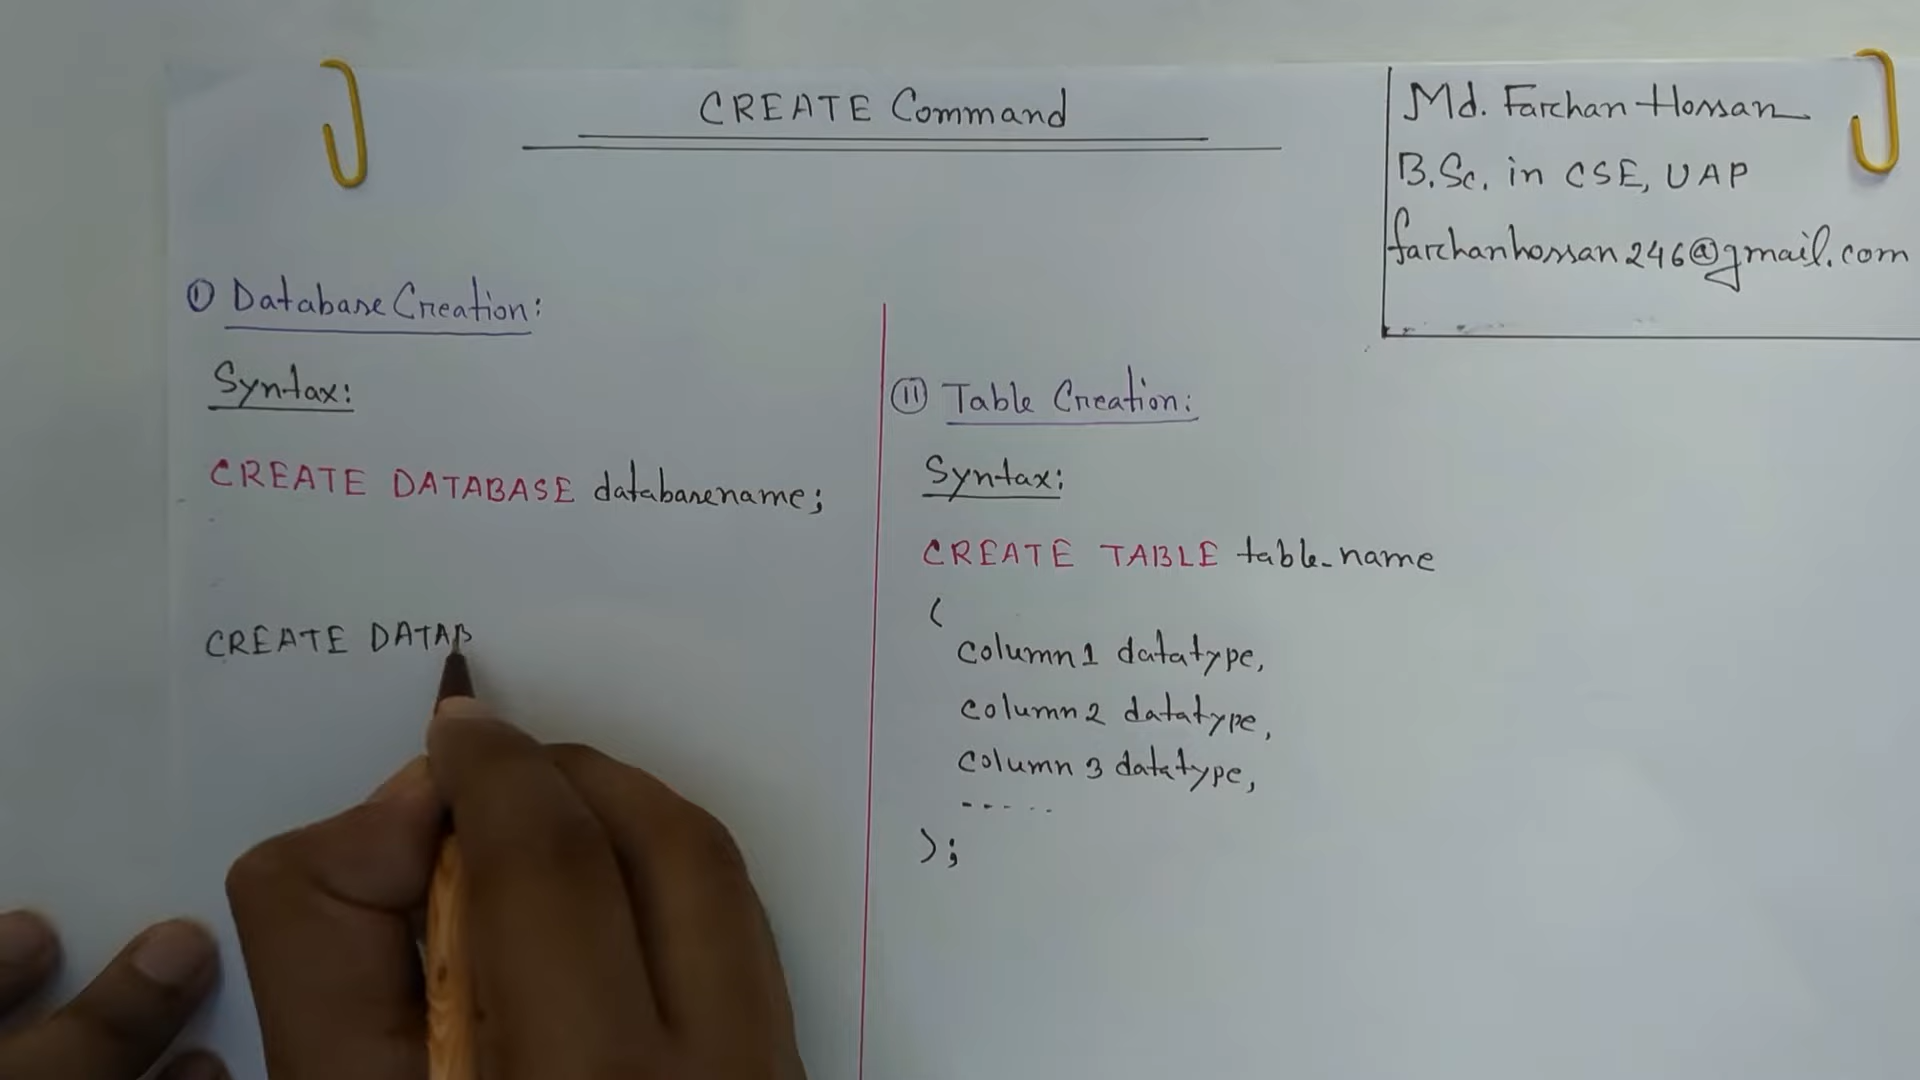 CREATE Command
Md. Farhan Hossan
B.Sc. in CSE, UAP
farhanhossan246@gmail.com
① Database Creation:
Syntax:
CREATE DATABASE databasename;
CREATE DATAB
⑪ Table Creation:
Syntax:
CREATE TABLE table_name
(
column1 datatype,
column2 datatype,
column3 datatype,
-----
);